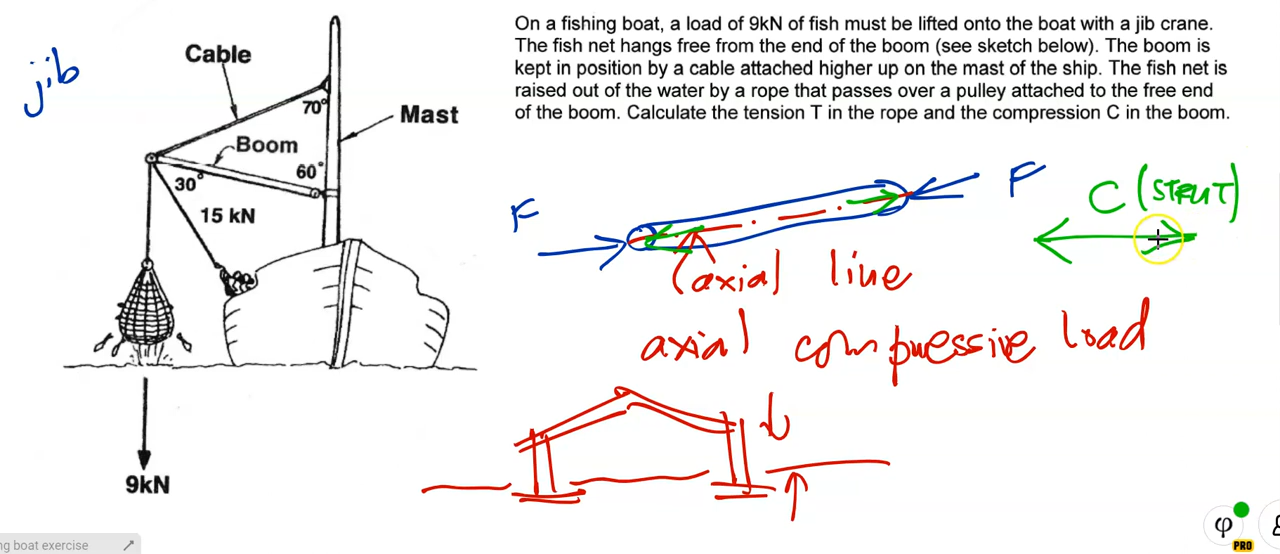 On a fishing boat, a load of 9kN of fish must be lifted onto the boat with a jib crane.
The fish net hangs free from the end of the boom (see sketch below). The boom is
kept in position by a cable attached higher up on the mast of the ship. The fish net is
raised out of the water by a rope that passes over a pulley attached to the free end
of the boom. Calculate the tension T in the rope and the compression C in the boom.
jib
Cable
70°
Mast
Boom
60°
30°
15 kN
9kN
F
F
C (STRUT)
(axial) line
axial compressive load
ng boat exercise
φ
PRO